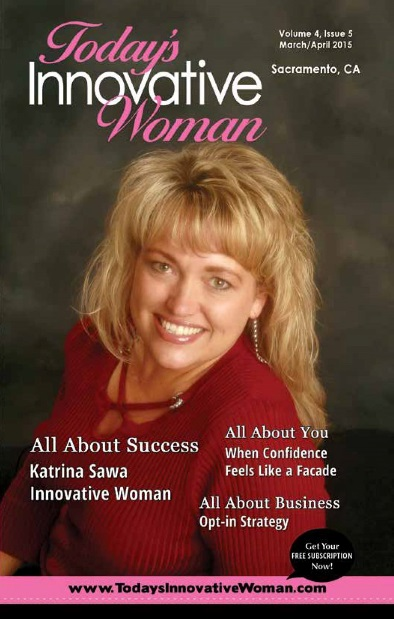 Today's
Innovative
Woman
Volume 4, Issue 5
March/April 2015
Sacramento, CA
All About Success
Katrina Sawa
Innovative Woman
All About You
When Confidence
Feels Like a Facade
All About Business
Opt-in Strategy
Get Your
FREE SUBSCRIPTION
Now!
www.TodaysInnovativeWoman.com